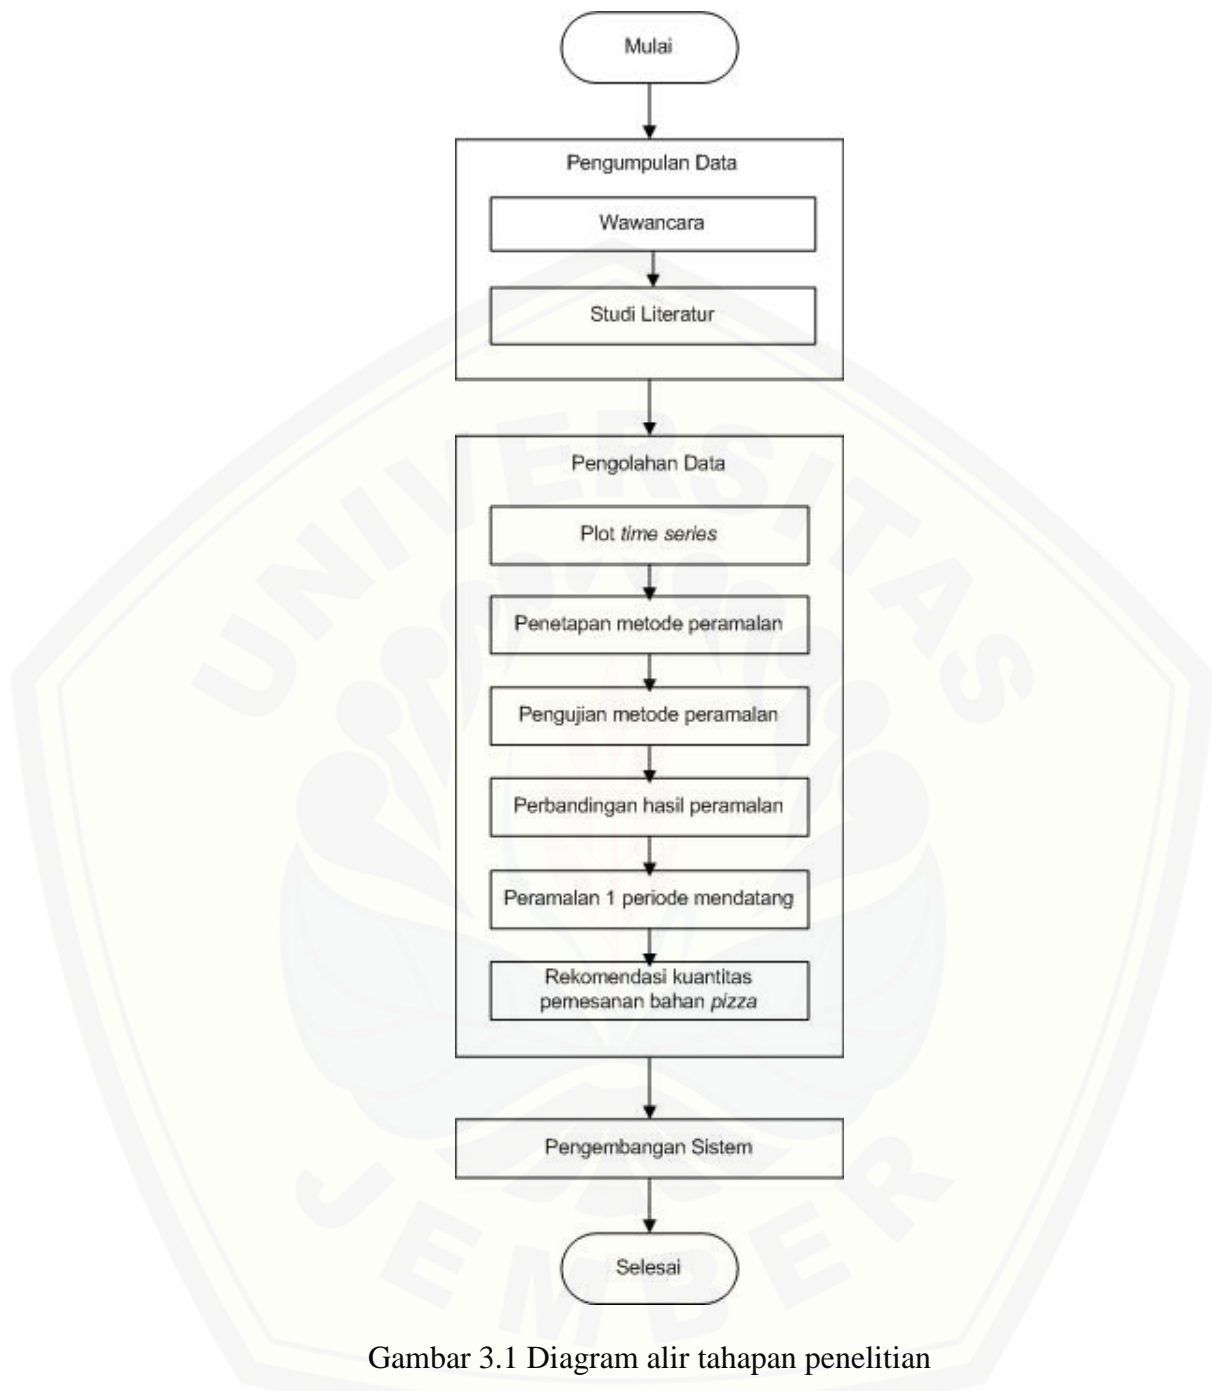 Mulai
Pengumpulan Data
Wawancara
Studi Literatur
Pengolahan Data
Plot time series
Penetapan metode peramalan
Pengujian metode peramalan
Perbandingan hasil peramalan
Peramalan 1 periode mendatang
Rekomendasi kuantitas
pemesanan bahan pizza
Pengembangan Sistem
Selesai
UNIVERSITAS
JEMBER
Gambar 3.1 Diagram alir tahapan penelitian